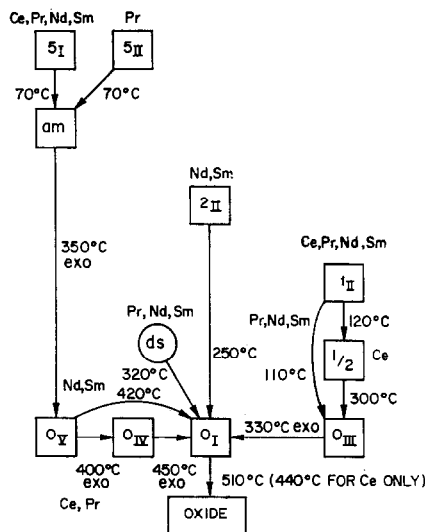 Ce,Pr,Nd,Sm
Pr
5I
5II
70°C
70°C
am
Nd,Sm
2II
Ce,Pr,Nd,Sm
350°C
exo
1II
Pr,Nd,Sm
Pr,Nd,Sm
120°C
ds
1/2
Ce
250°C
320°C
110°C
Nd,Sm
420°C
300°C
OV
OIV
OI
330°C exo
OIII
400°C
exo
450°C
exo
510°C (440°C FOR Ce ONLY)
Ce, Pr
OXIDE